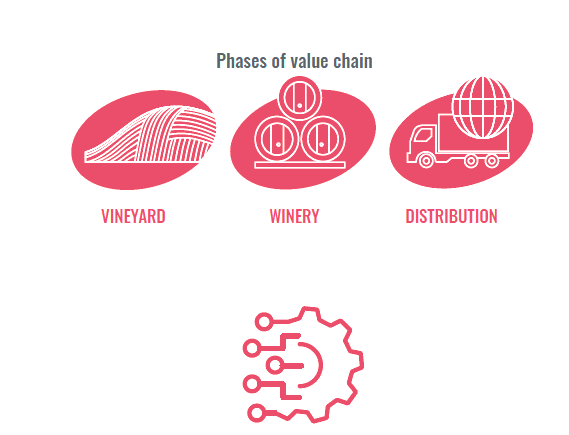 Phases of value chain
VINEYARD
WINERY
DISTRIBUTION